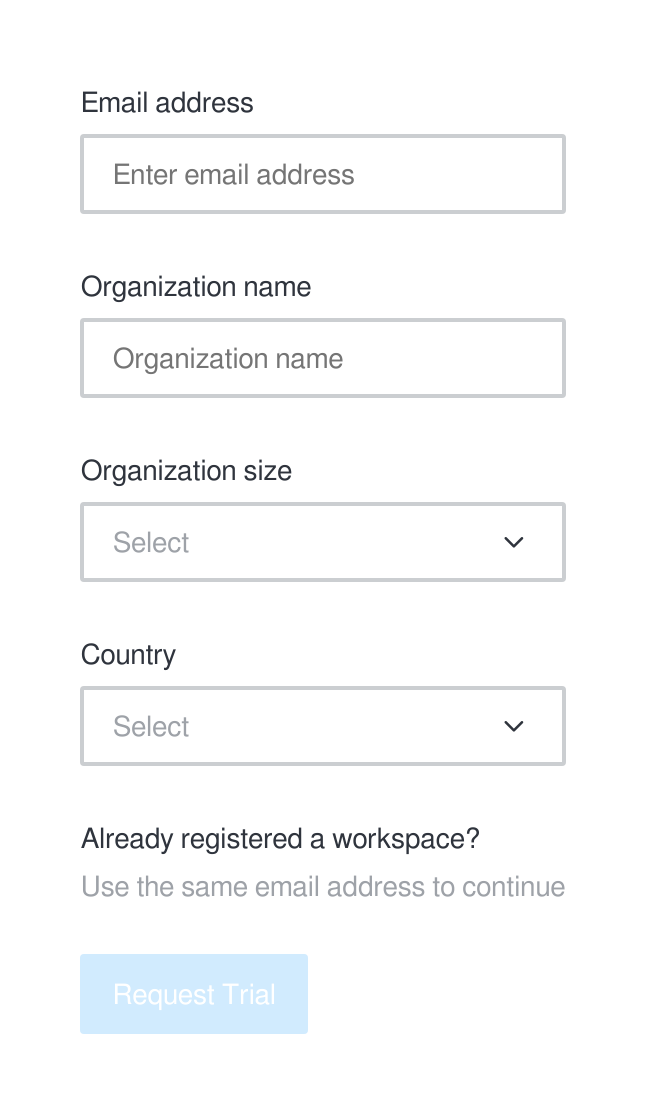 Email address
Enter email address
Organization name
Organization name
Organization size
Select
Country
Select
Already registered a workspace?
Use the same email address to continue
Request Trial